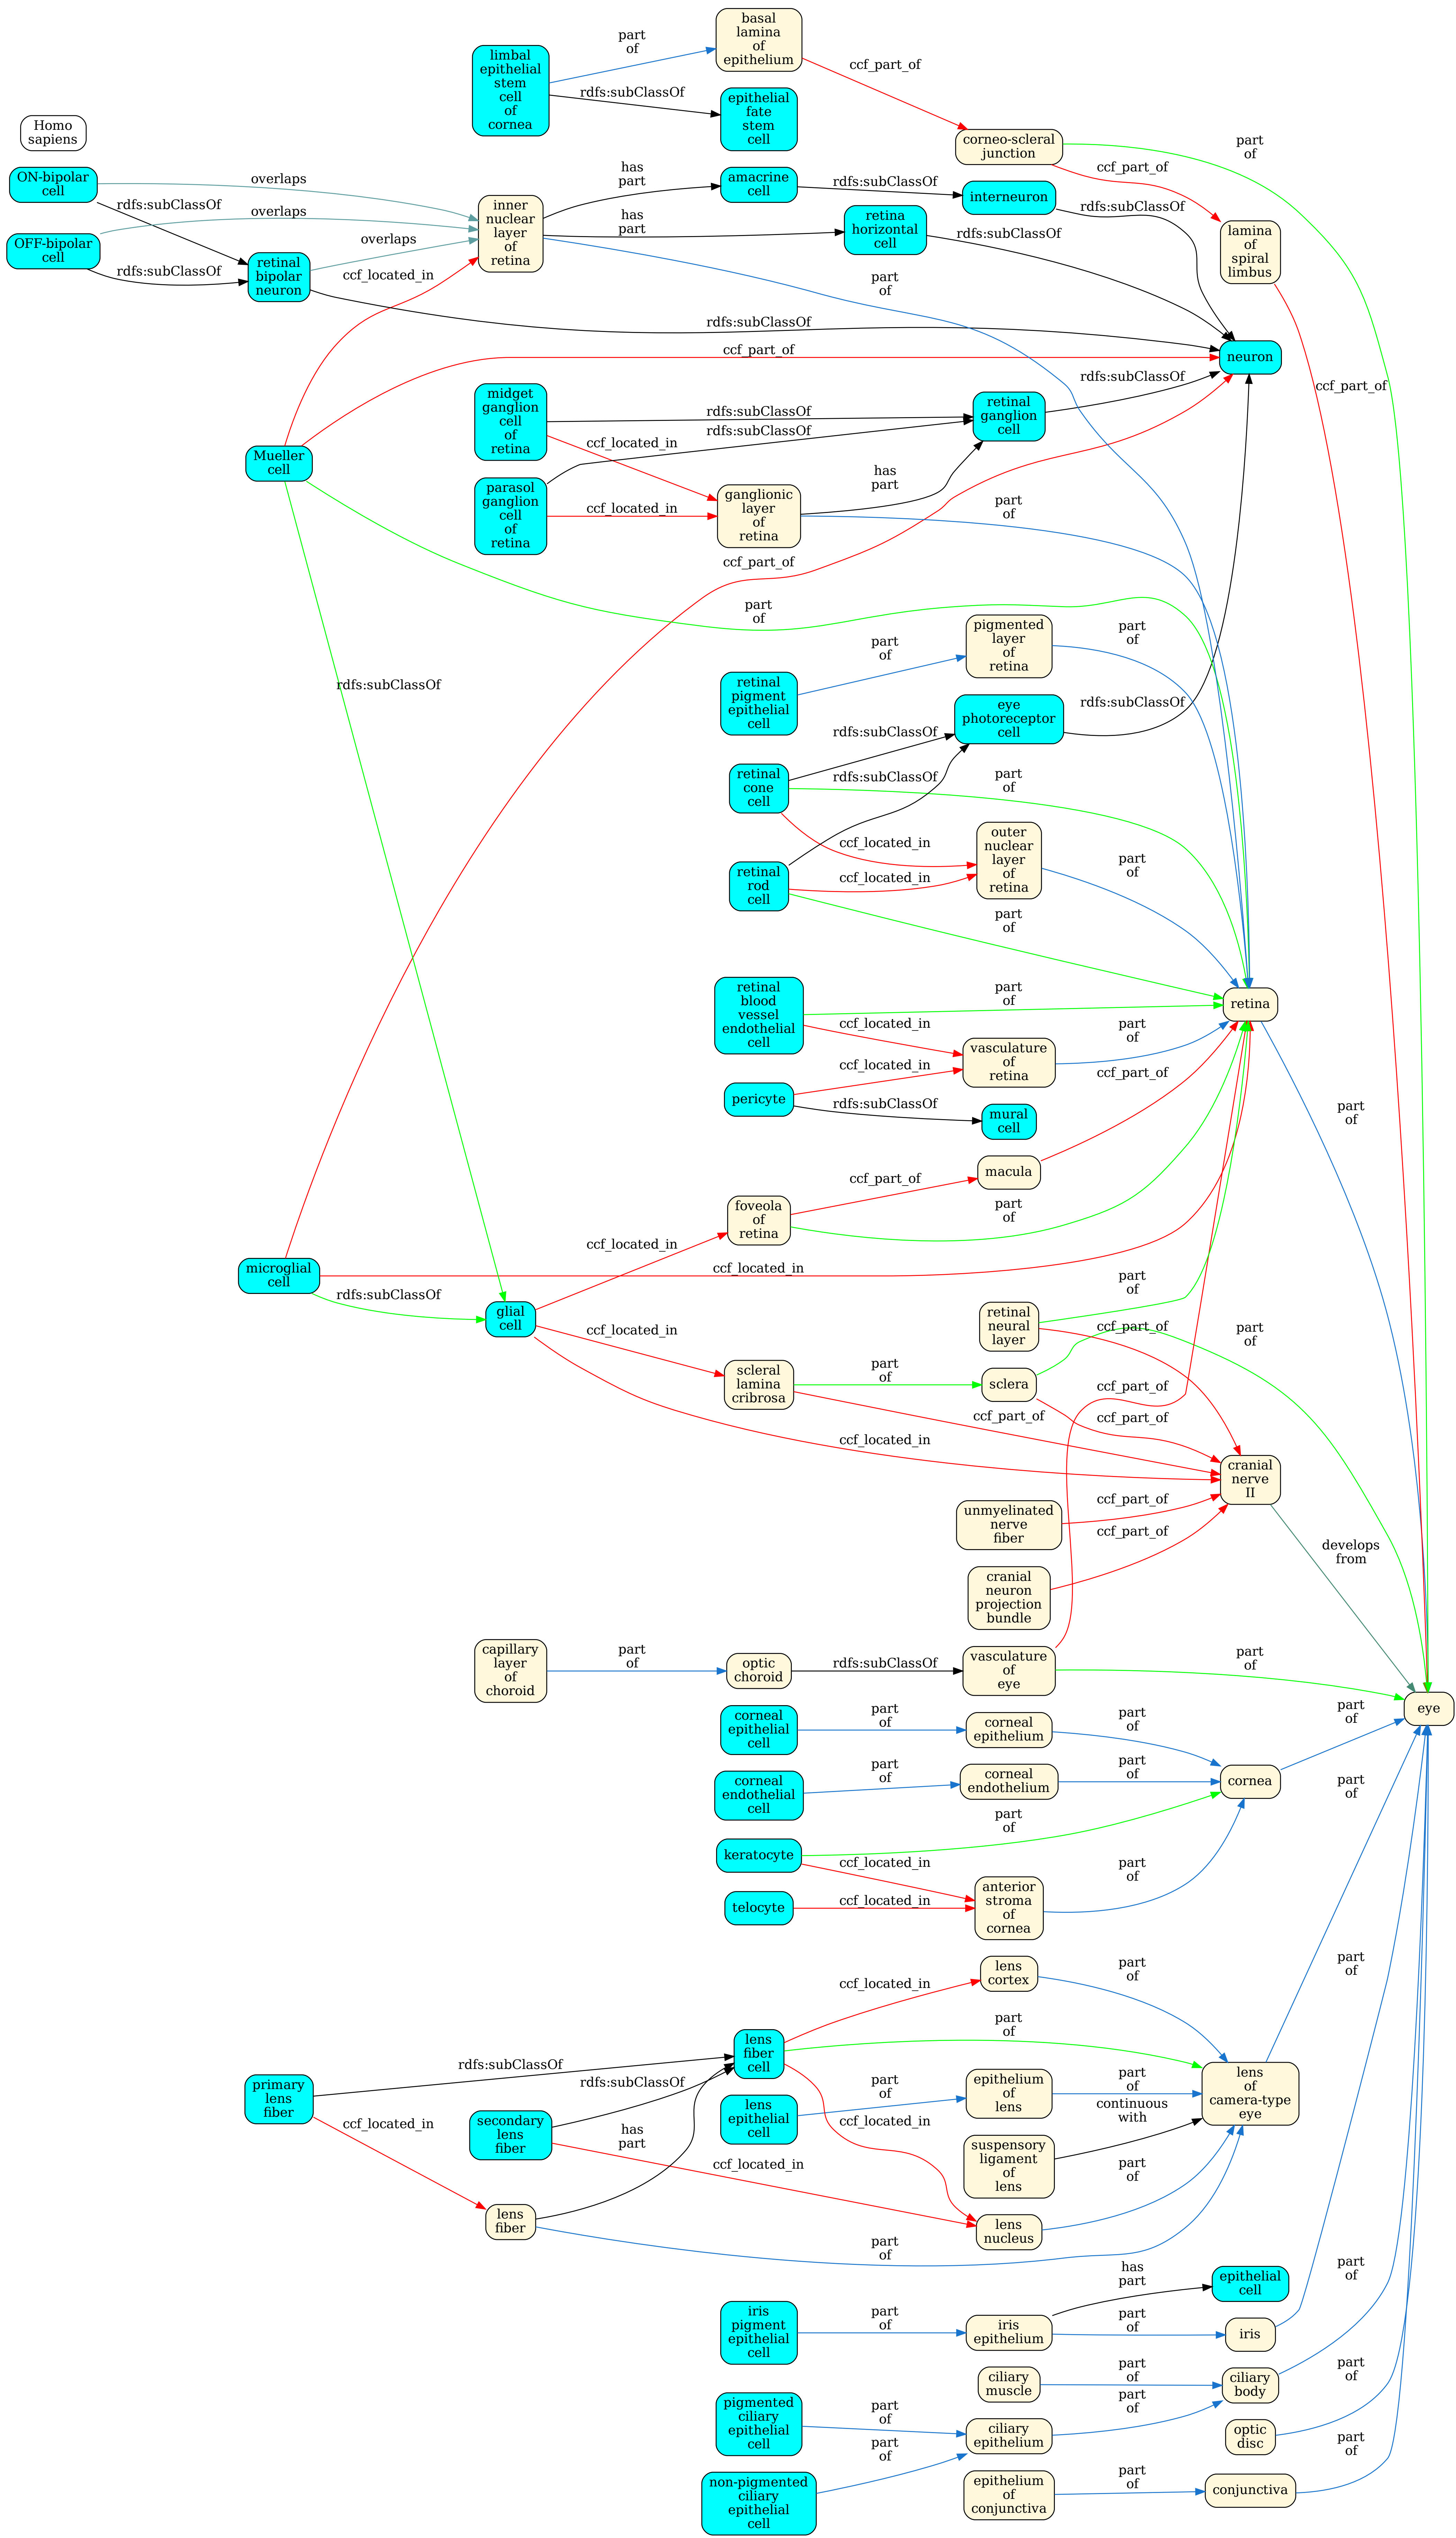 basal
lamina
of
epithelium
part
of
limbal
epithelial
stem
cell
of
cornea
ccf_part_of
rdfs:subClassOf
epithelial
fate
stem
cell
Homo
sapiens
corneo-scleral
junction
part
of
ccf_part_of
ON-bipolar
cell
overlaps
has
part
amacrine
cell
rdfs:subClassOf
interneuron
rdfs:subClassOf
overlaps
inner
nuclear
layer
of
retina
has
part
retina
horizontal
cell
rdfs:subClassOf
rdfs:subClassOf
lamina
of
spiral
limbus
OFF-bipolar
cell
rdfs:subClassOf
overlaps
retinal
bipolar
neuron
ccf_located_in
part
of
rdfs:subClassOf
ccf_part_of
neuron
ccf_part_of
rdfs:subClassOf
midget
ganglion
cell
of
retina
rdfs:subClassOf
retinal
ganglion
cell
rdfs:subClassOf
ccf_located_in
Mueller
cell
has
part
parasol
ganglion
cell
of
retina
ccf_located_in
ganglionic
layer
of
retina
part
of
ccf_part_of
part
of
pigmented
layer
of
retina
part
of
part
of
retinal
pigment
epithelial
cell
rdfs:subClassOf
eye
photoreceptor
cell
rdfs:subClassOf
rdfs:subClassOf
retinal
cone
cell
rdfs:subClassOf
part
of
ccf_located_in
outer
nuclear
layer
of
retina
part
of
retinal
rod
cell
ccf_located_in
part
of
retinal
blood
vessel
endothelial
cell
part
of
retina
ccf_located_in
part
of
vasculature
of
retina
ccf_located_in
ccf_part_of
pericyte
rdfs:subClassOf
mural
cell
part
of
macula
ccf_part_of
foveola
of
retina
part
of
ccf_located_in
microglial
cell
ccf_located_in
rdfs:subClassOf
part
of
glial
cell
ccf_located_in
retinal
neural
layer
ccf_part_of
part
of
scleral
lamina
cribrosa
part
of
sclera
ccf_part_of
ccf_part_of
ccf_part_of
ccf_located_in
cranial
nerve
II
unmyelinated
nerve
fiber
ccf_part_of
ccf_part_of
develops
from
cranial
neuron
projection
bundle
capillary
layer
of
choroid
part
of
optic
choroid
rdfs:subClassOf
vasculature
of
eye
part
of
eye
corneal
epithelial
cell
part
of
corneal
epithelium
part
of
part
of
corneal
endothelial
cell
part
of
corneal
endothelium
part
of
cornea
part
of
part
of
keratocyte
ccf_located_in
telocyte
ccf_located_in
anterior
stroma
of
cornea
part
of
lens
cortex
part
of
part
of
ccf_located_in
lens
fiber
cell
part
of
primary
lens
fiber
rdfs:subClassOf
rdfs:subClassOf
lens
epithelial
cell
part
of
epithelium
of
lens
part
of
lens
of
camera-type
eye
ccf_located_in
secondary
lens
fiber
has
part
ccf_located_in
continuous
with
suspensory
ligament
of
lens
part
of
ccf_located_in
lens
fiber
lens
nucleus
part
of
has
part
epithelial
cell
part
of
iris
pigment
epithelial
cell
part
of
iris
epithelium
part
of
iris
ciliary
muscle
part
of
ciliary
body
part
of
pigmented
ciliary
epithelial
cell
part
of
ciliary
epithelium
part
of
optic
disc
part
of
part
of
non-pigmented
ciliary
epithelial
cell
epithelium
of
conjunctiva
part
of
conjunctiva